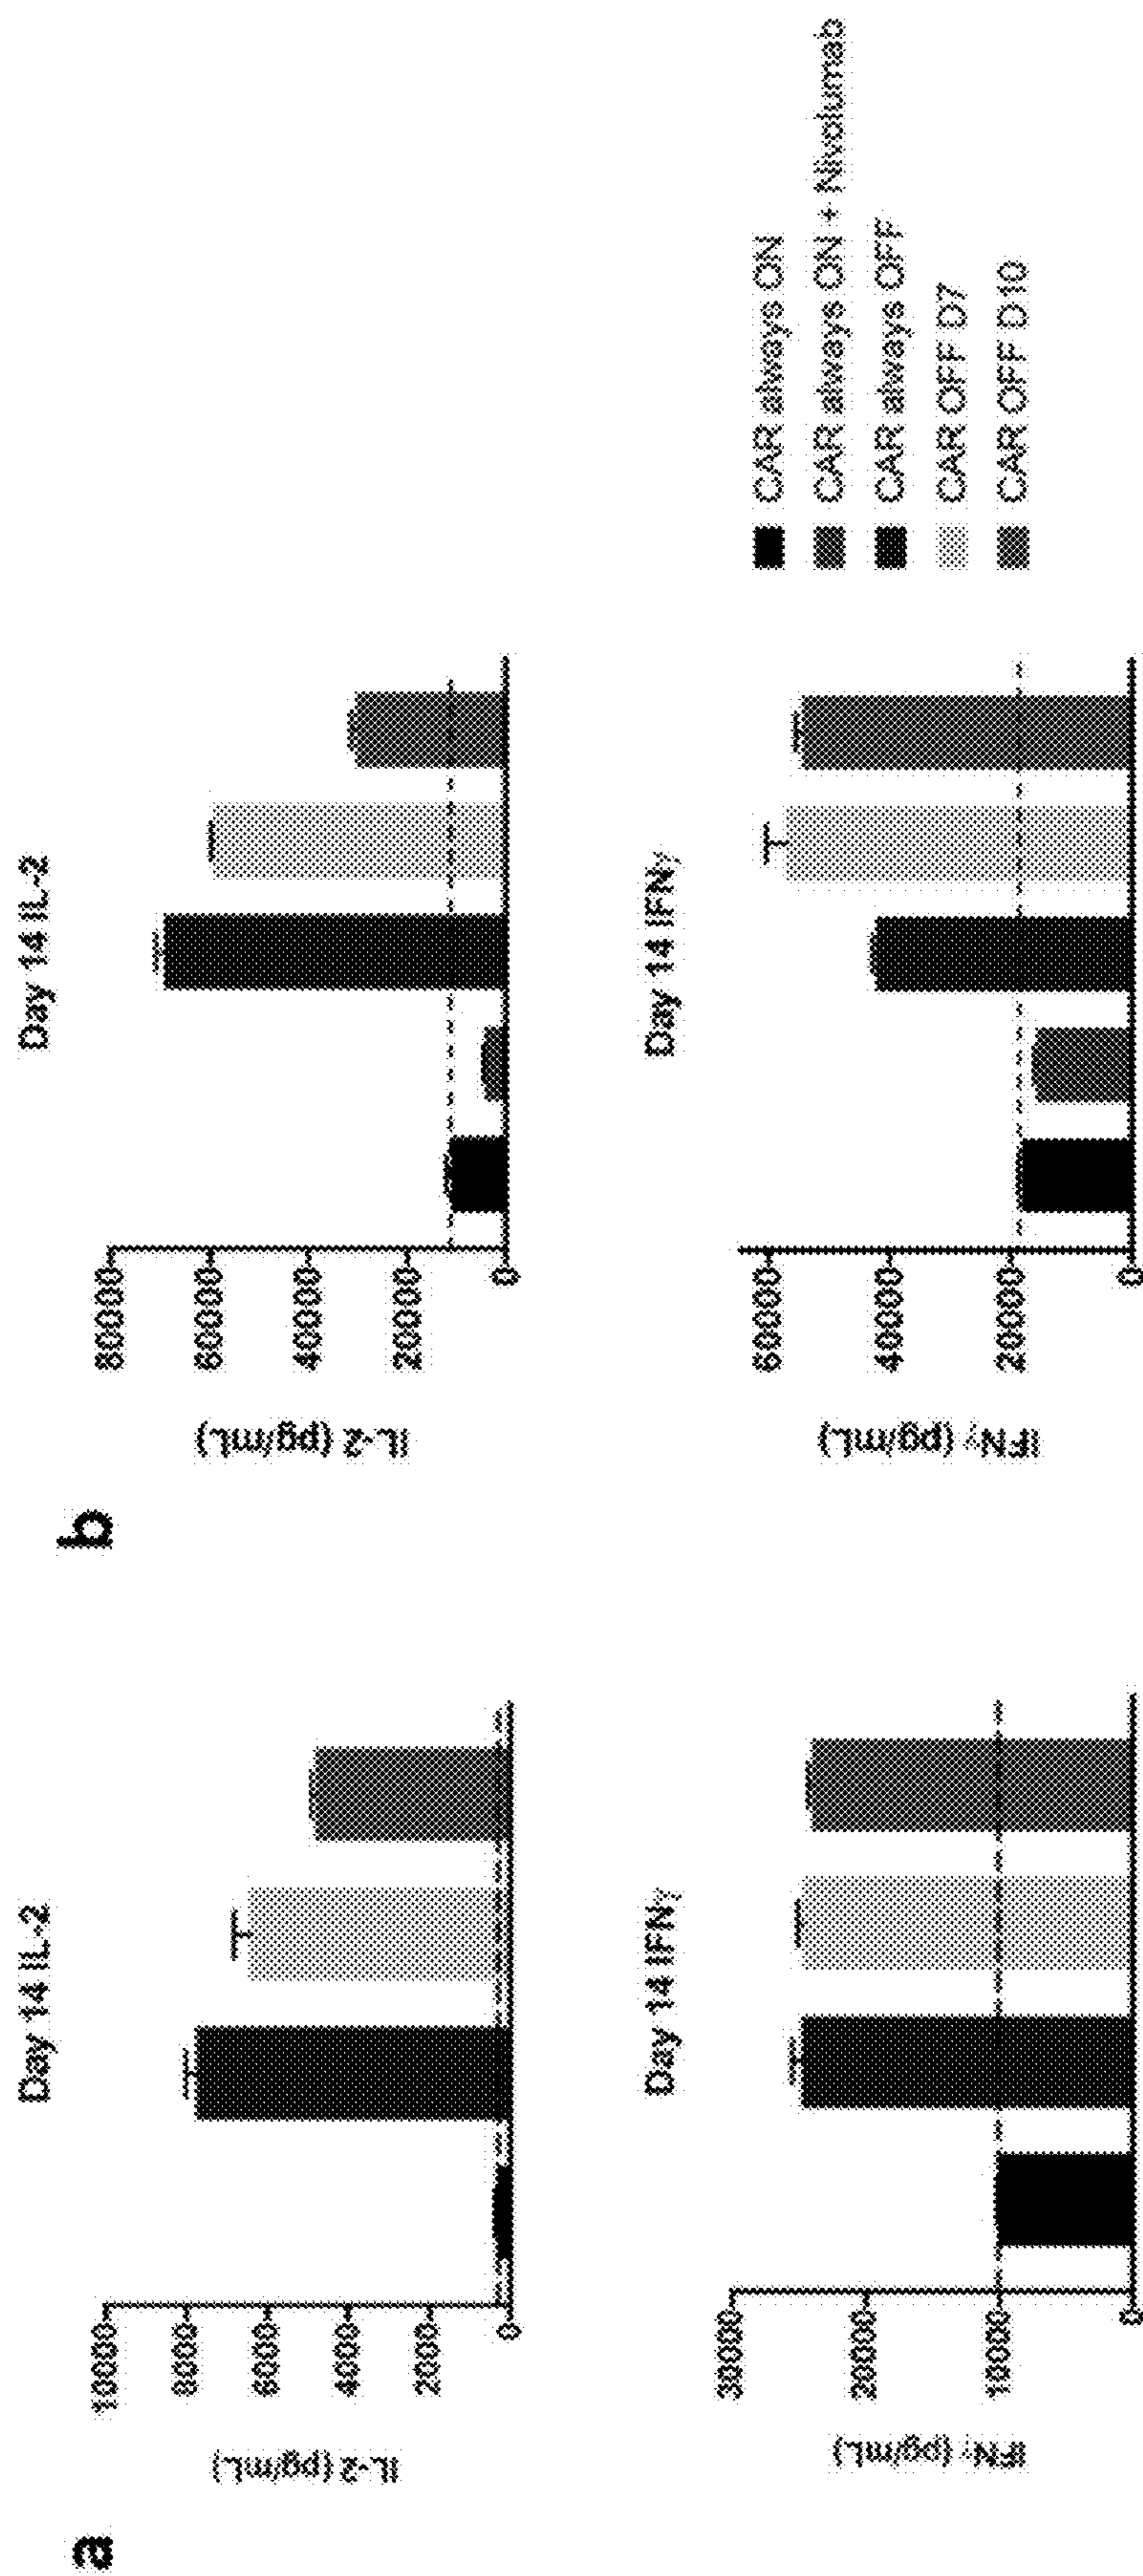 a
Day 14 IL-2
IL-2 (pg/mL)
10000
8000
6000
4000
2000
0
Day 14 IFNγ
IFNγ (pg/mL)
30000
20000
10000
0
b
Day 14 IL-2
IL-2 (pg/mL)
80000
60000
40000
20000
0
Day 14 IFNγ
IFNγ (pg/mL)
60000
40000
20000
0
CAR always ON
CAR always ON + Nivolumab
CAR always OFF
CAR OFF D7
CAR OFF D10